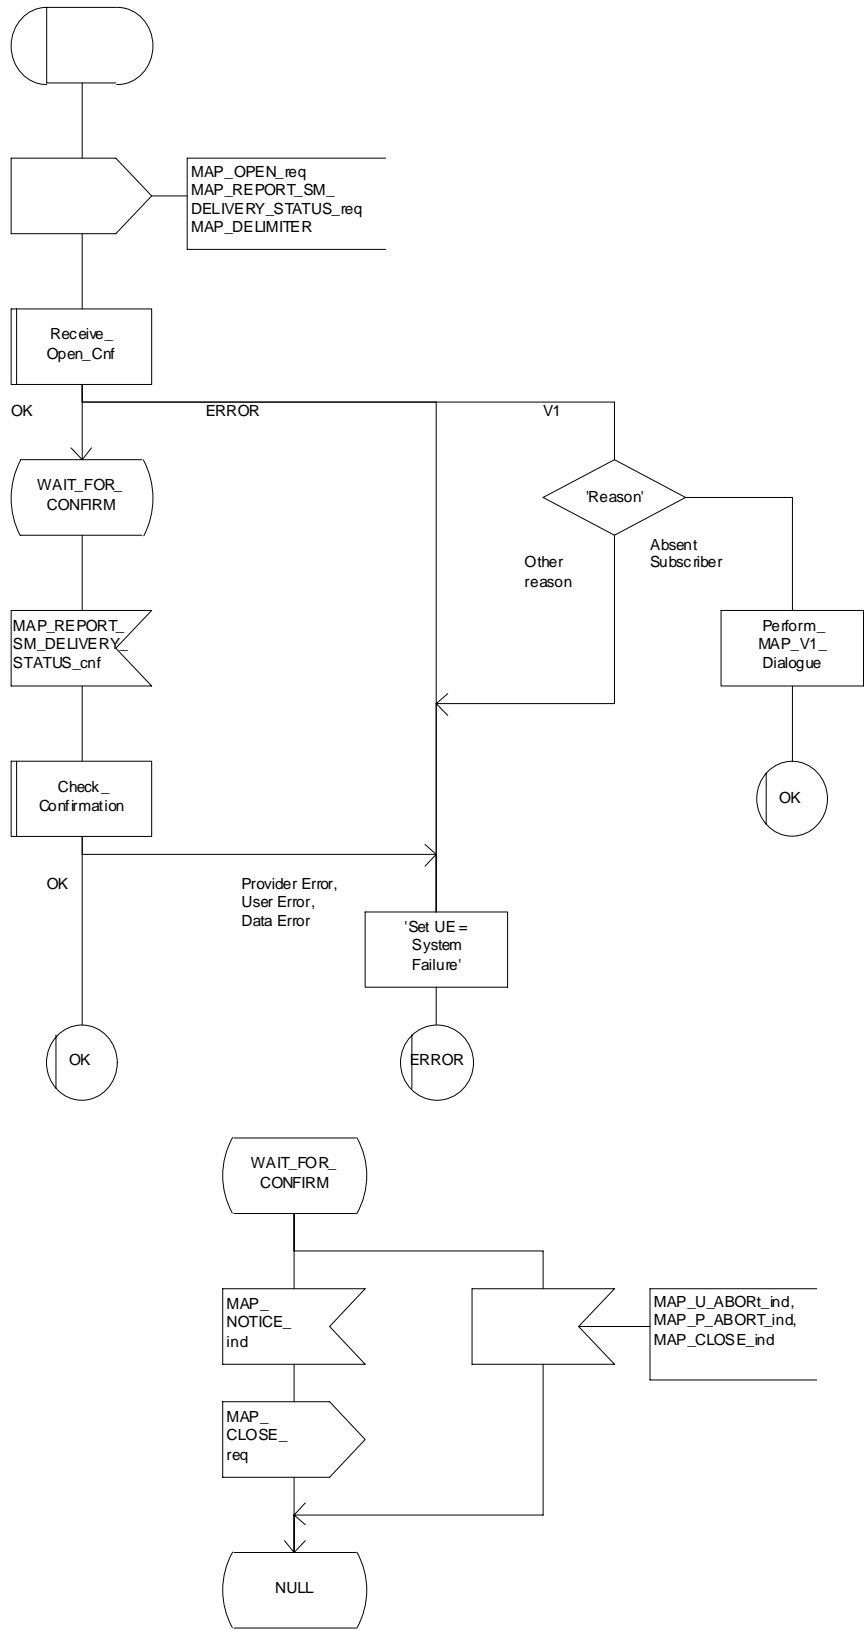 MAP_OPEN_req
MAP_REPORT_SM_
DELIVERY_STATUS_req
MAP_DELIMITER
Receive_
Open_Cnf
OK
ERROR
V1
WAIT_FOR_
CONFIRM
'Reason'
Other
reason
Absent
Subscriber
MAP_REPORT_
SM_DELIVERY_
STATUS_cnf
Perform_
MAP_V1_
Dialogue
Check_
Confirmation
OK
OK
Provider Error,
User Error,
Data Error
'Set UE =
System
Failure'
OK
ERROR
WAIT_FOR_
CONFIRM
MAP_
NOTICE_
ind
MAP_U_ABORt_ind,
MAP_P_ABORT_ind,
MAP_CLOSE_ind
MAP_
CLOSE_
req
NULL